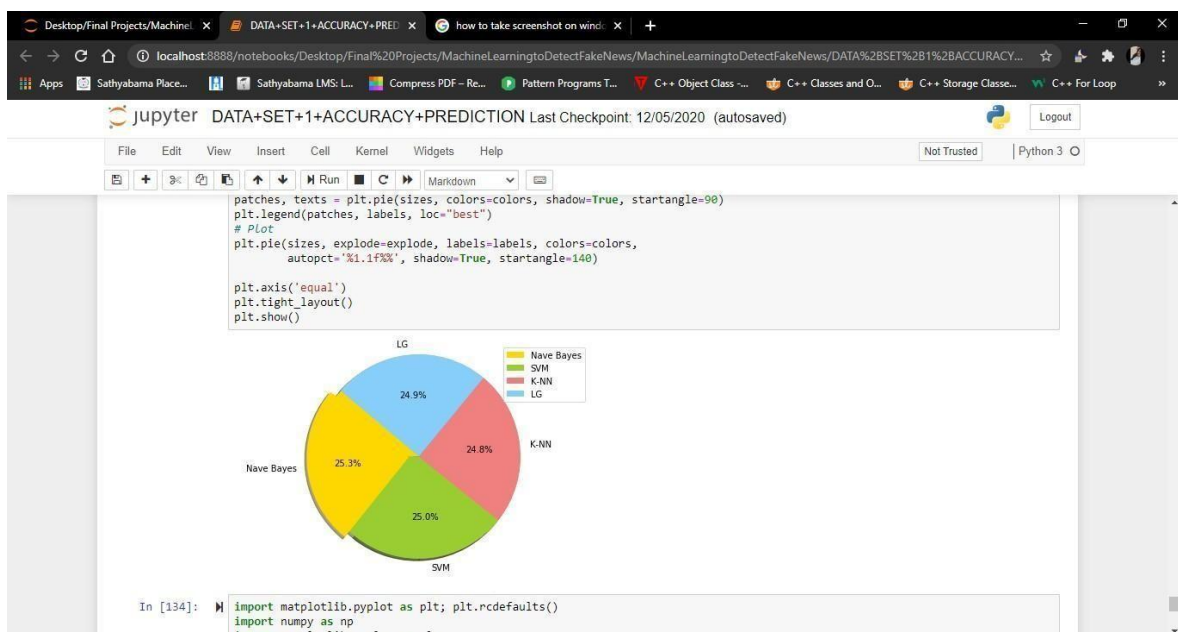 Desktop/Final Projects/MachineL
DATA+SET+1+ACCURACY+PRED
how to take screenshot on windo
localhost:8888/notebooks/Desktop/Final%20Projects/MachineLearningtoDetectFakeNews/MachineLearningtoDetectFakeNews/DATA%2BSET%2B1%2BACCURACY...
Apps
Sathyabama Place...
Sathyabama LMS: L...
Compress PDF – Re...
Pattern Programs T...
C++ Object Class -...
C++ Classes and O...
C++ Storage Classe...
C++ For Loop
»
jupyter DATA+SET+1+ACCURACY+PREDICTION Last Checkpoint: 12/05/2020 (autosaved)
Logout
File Edit View Insert Cell Kernel Widgets Help
Not Trusted
Python 3
Run
Markdown
patches, texts = plt.pie(sizes, colors=colors, shadow=True, startangle=90)
plt.legend(patches, labels, loc="best")
# Plot
plt.pie(sizes, explode=explode, labels=labels, colors=colors,
autopct='%1.1f%%', shadow=True, startangle=140)
plt.axis('equal')
plt.tight_layout()
plt.show()
LG
Nave Bayes
SVM
K-NN
LG
24.9%
K-NN
24.8%
25.3%
Nave Bayes
25.0%
SVM
In [134]:
import matplotlib.pyplot as plt; plt.rcdefaults()
import numpy as np